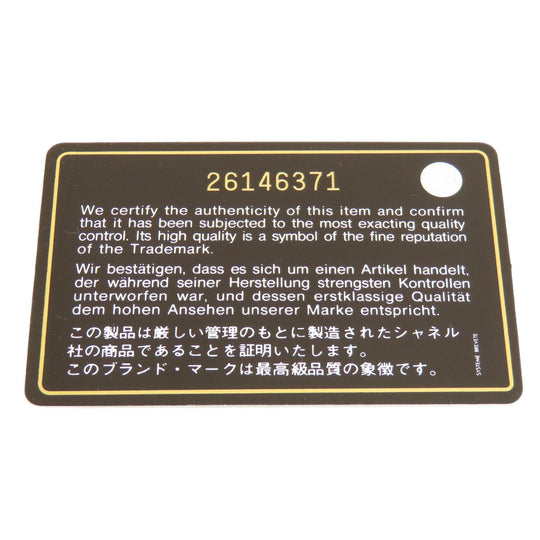 26146371
We certify the authenticity of this item and confirm
that it has been subjected to the most exacting quality
control. Its high quality is a symbol of the fine reputation
of the Trademark.
Wir bestätigen, dass es sich um einen Artikel handelt,
der während seiner Herstellung strengsten Kontrollen
unterworfen war, und dessen erstklassige Qualität
dem hohen Ansehen unserer Marke entspricht.
この製品は厳しい管理のもとに製造されたシャネル
社の商品であることを証明いたします。
このブランド・マークは最高級品質の象徴です。
SYSTEME BREVETE